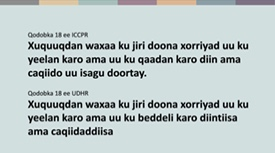 Qodobka 18 ee ICCPR
Xuquuqdan waxaa ku jiri doona xorriyad uu ku
yeelan karo ama uu ku qaadan karo diin ama
caqiido uu isagu doortay.
Qodobka 18 ee UDHR
Xuquuqdan waxaa ku jiri doona xorriyad uu ku
yeelan karo ama uu ku beddeli karo diintiisa
ama caqiidaddiisa